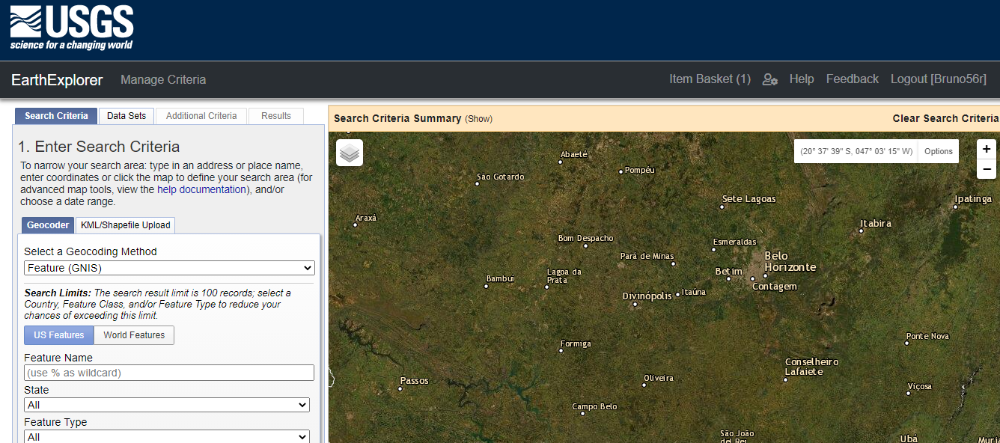 USGS
science for a changing world
EarthExplorer
Manage Criteria
Item Basket (1)
Help
Feedback
Logout [Bruno56r]
Search Criteria
Data Sets
Additional Criteria
Results
1. Enter Search Criteria
To narrow your search area: type in an address or place name,
enter coordinates or click the map to define your search area (for
advanced map tools, view the help documentation), and/or
choose a date range.
Geocoder
KML/Shapefile Upload
Select a Geocoding Method
Feature (GNIS)
Search Limits: The search result limit is 100 records; select a
Country, Feature Class, and/or Feature Type to reduce your
chances of exceeding this limit.
US Features
World Features
Feature Name
(use % as wildcard)
State
All
Feature Type
All
Search Criteria Summary (Show)
Clear Search Criteria
(20° 37' 39" S, 047° 03' 15" W)
Options
+
−
Abaeté
Pompéu
São Gotardo
Sete Lagoas
Ipatinga
Araxá
Itabira
Bom Despacho
Esmeraldas
Pará de Minas
Belo
Horizonte
Lagoa da
Prata
Betim
Bambuí
Contagem
Divinópolis
Itaúna
Ponte Nova
Formiga
Conselheiro
Lafaiete
Passos
Oliveira
Viçosa
Campo Belo
São João
del Rei
Ubá